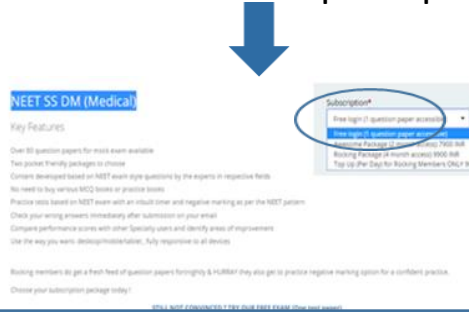 NEET SS DM (Medical)
Key Features
Over 80 question papers for mock exam available
Two pocket friendly packages to choose
Content developed based on NEET exam style questions by the experts in respective fields
No need to buy various MCQ books or practice books
Practice tests based on NEET exam with an inbuilt timer and negative marking as per the NEET pattern
Check your wrong answers immediately after submission on your email
Compare performance scores with other Specialty users and identify areas of improvement
Use the way you want- desktop/mobile/tablet, fully responsive to all devices
Rocking members do get a fresh feed of question papers fortnightly & HURRAY they also get to practice negative marking option for a confident practice.
Choose your subscription package today!
STILL NOT CONVINCED ? TRY OUR FREE EXAM (One test paper)
Subscription*
Free login (1 question paper accessible)
Free login (1 question paper accessible)
Awesome Package (2 month access) 7900 INR
Rocking Package (4 month access) 9900 INR
Top Up (Per Day) for Rocking Members ONLY